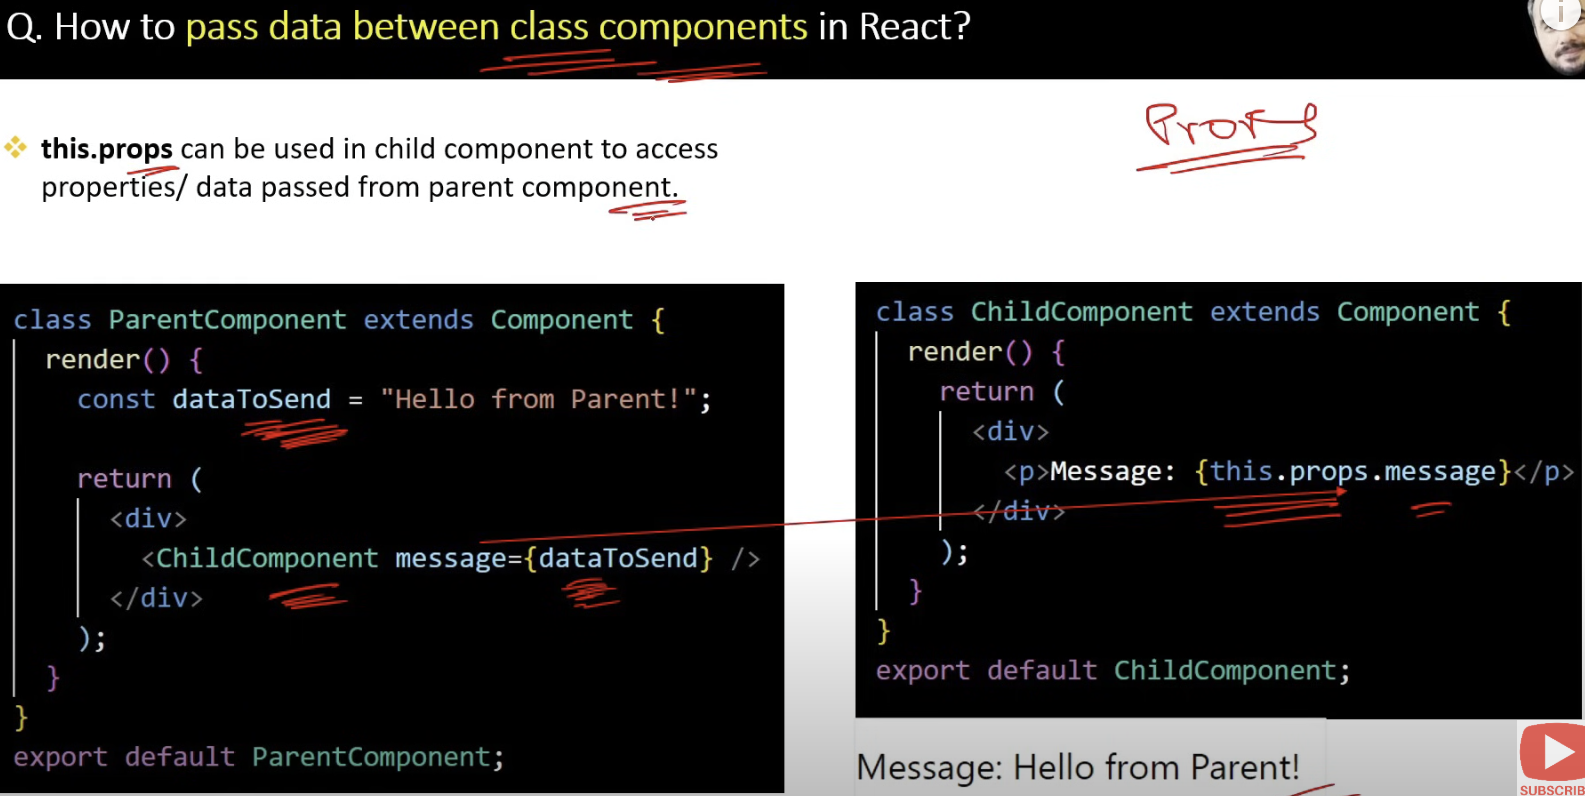 Q. How to pass data between class components in React?
Props
this.props can be used in child component to access
properties/ data passed from parent component.
class ParentComponent extends Component {
render() {
const dataToSend = "Hello from Parent!";
return (
<div>
<ChildComponent message={dataToSend} />
</div>
);
}
}
export default ParentComponent;
class ChildComponent extends Component {
render() {
return (
<div>
<p>Message: {this.props.message}</p>
</div>
);
}
}
export default ChildComponent;
Message: Hello from Parent!
SUBSCRIB